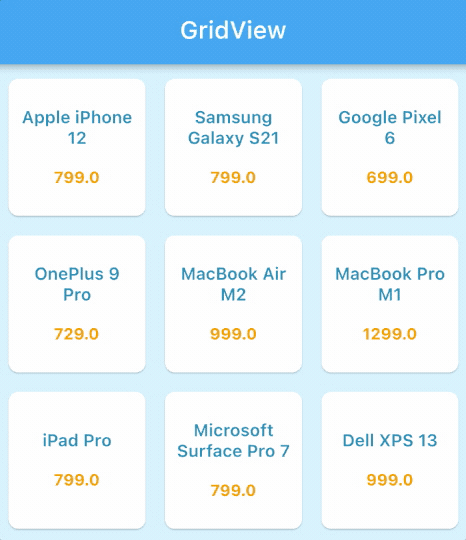 GridView
Apple iPhone
12
799.0
Samsung
Galaxy S21
799.0
Google Pixel
6
699.0
OnePlus 9
Pro
729.0
MacBook Air
M2
999.0
MacBook Pro
M1
1299.0
iPad Pro
799.0
Microsoft
Surface Pro 7
799.0
Dell XPS 13
999.0